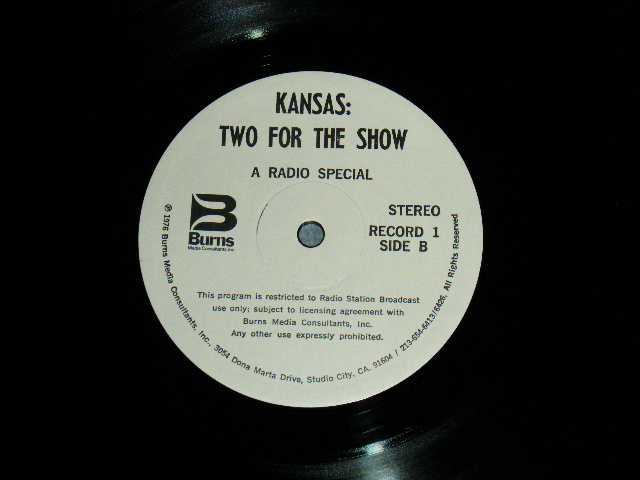 KANSAS:
TWO FOR THE SHOW
A RADIO SPECIAL
Burns
Media Consultants, Inc.
STEREO
RECORD 1
SIDE B
This program is restricted to Radio Station Broadcast
use only; subject to licensing agreement with
Burns Media Consultants, Inc.
Any other use expressly prohibited.
℗ 1976 Burns Media Consultants, Inc., 3054 Dona Marta Drive, Studio City, CA. 91604 / 213-654-6413/6426, All Rights Reserved